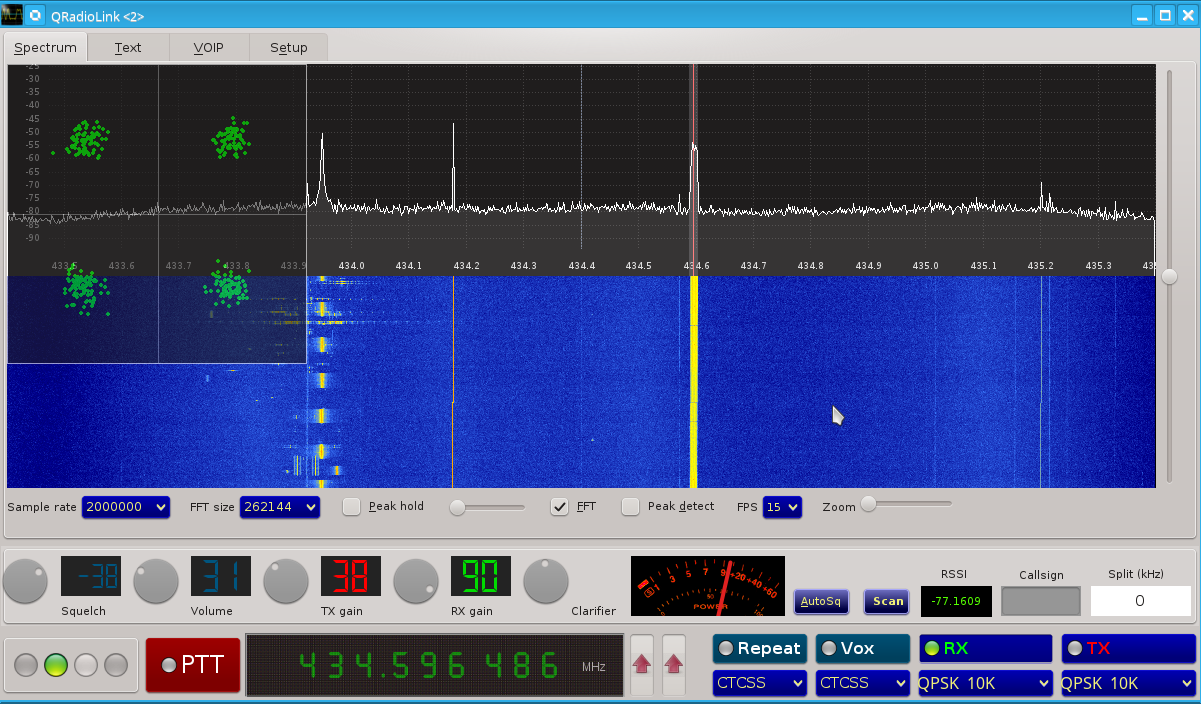 QRadioLink <2>
Spectrum Text VOIP Setup
-25
-30
-35
-40
-45
-50
-55
-60
-65
-70
-75
-80
-85
-90
433.5 433.6 433.7 433.8 433.9 434.0 434.1 434.2 434.3 434.4 434.5 434.6 434.7 434.8 434.9 435.0 435.1 435.2 435.3
Sample rate 2000000 FFT size 262144 Peak hold FFT Peak detect FPS 15 Zoom
-38 31 38 90
Squelch Volume TX gain RX gain Clarifier
1 3 5 7 9 +20 +40 +60
POWER
AutoSq Scan
RSSI Callsign Split (kHz)
-77.1609 0
PTT
434.596 486 MHz
Repeat Vox RX TX
CTCSS CTCSS QPSK 10K QPSK 10K